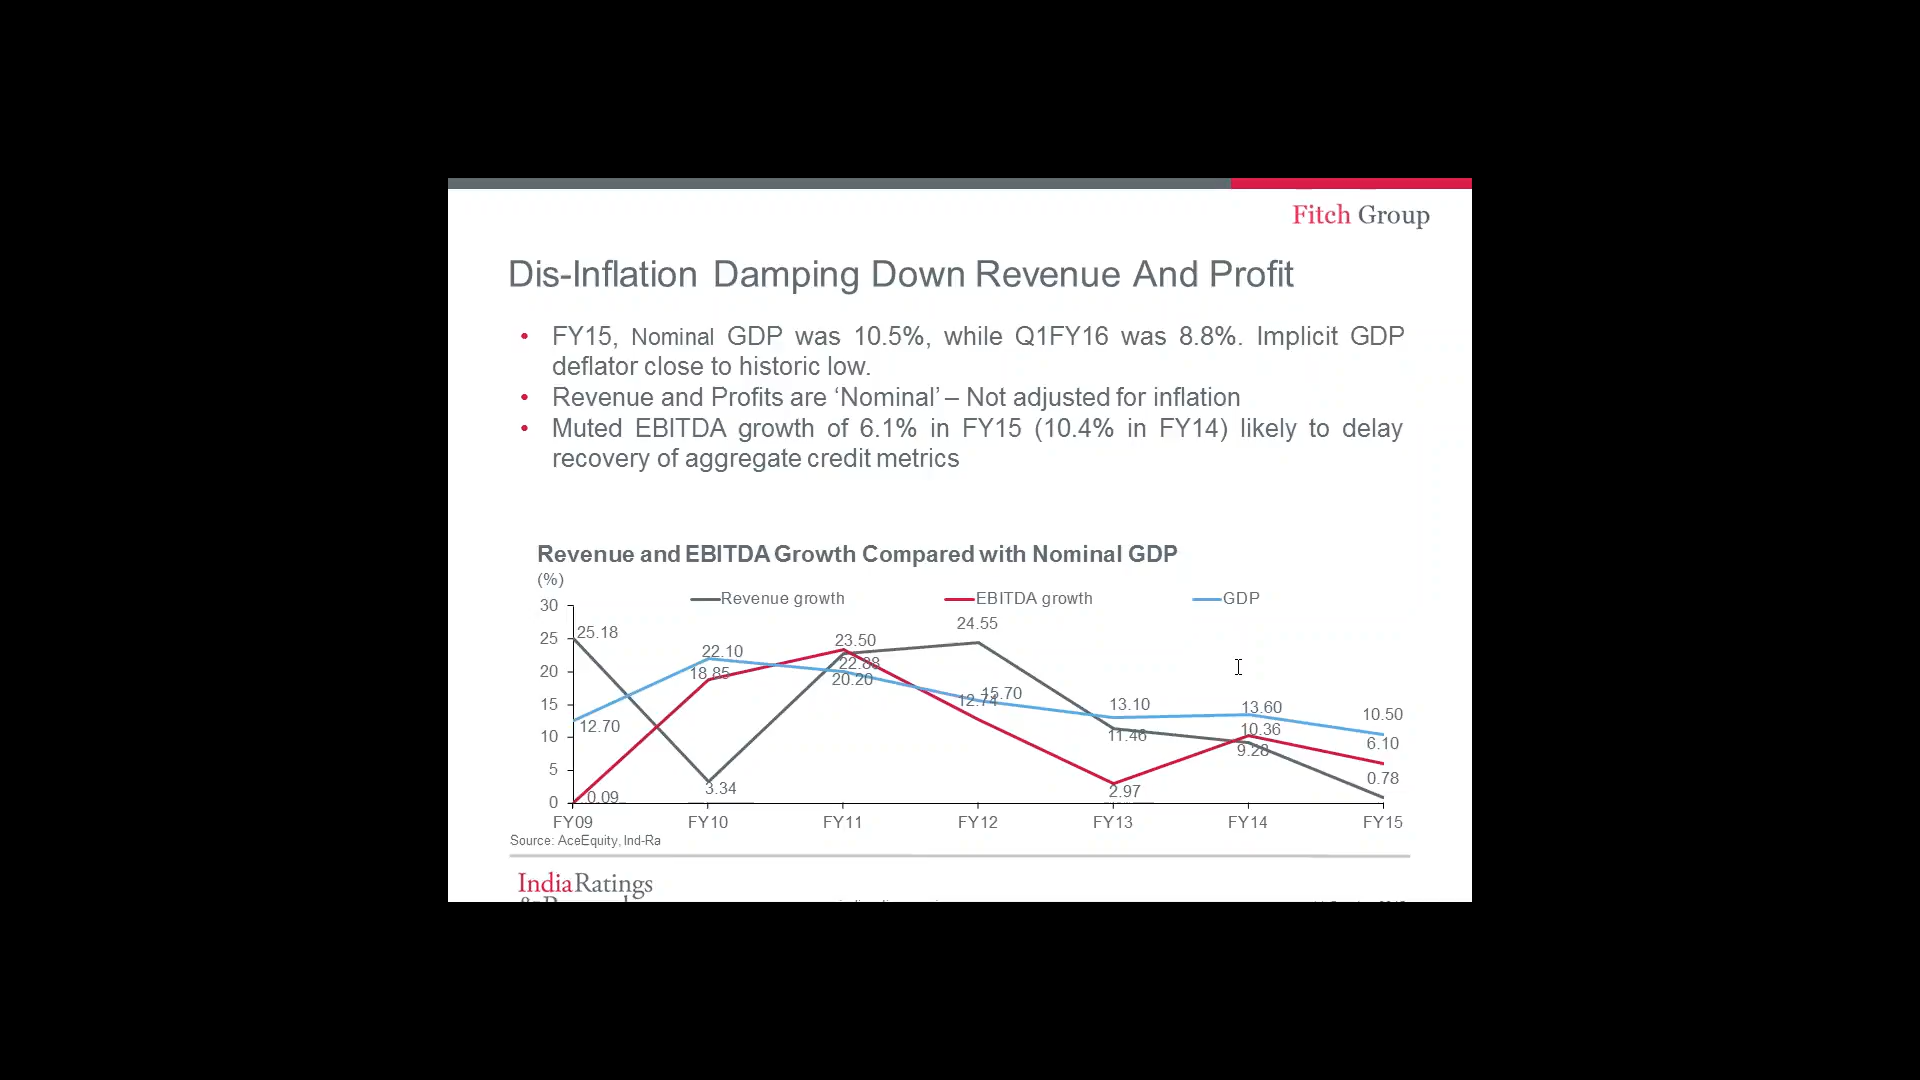 Fitch Group
Dis-Inflation Damping Down Revenue And Profit
• FY15, Nominal GDP was 10.5%, while Q1FY16 was 8.8%. Implicit GDP
deflator close to historic low.
• Revenue and Profits are ‘Nominal’ – Not adjusted for inflation
• Muted EBITDA growth of 6.1% in FY15 (10.4% in FY14) likely to delay
recovery of aggregate credit metrics
Revenue and EBITDA Growth Compared with Nominal GDP
(%)
Revenue growth EBITDA growth GDP
30
25
20
15
10
5
0
25.18
12.70
0.09
22.10
18.85
3.34
23.50
22.88
20.20
24.55
15.70
12.74
13.10
11.46
2.97
13.60
10.36
9.28
10.50
6.10
0.78
FY09 FY10 FY11 FY12 FY13 FY14 FY15
Source: AceEquity, Ind-Ra
IndiaRatings